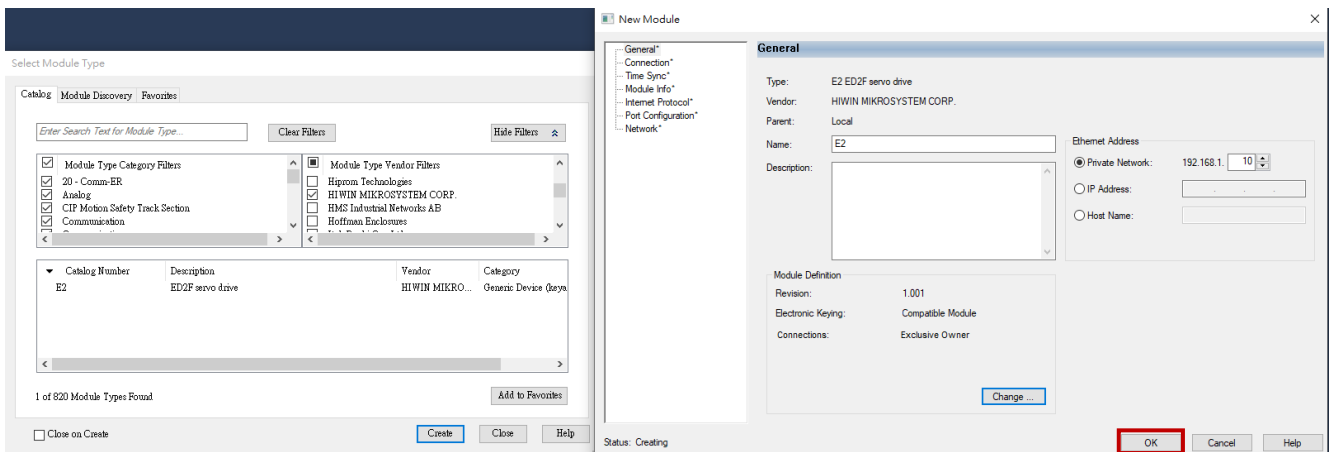 Select Module Type
Catalog Module Discovery Favorites
Enter Search Text for Module Type...
Clear Filters
Hide Filters
Module Type Category Filters
20 - Comm-ER
Analog
CIP Motion Safety Track Section
Communication
Module Type Vendor Filters
Hiprom Technologies
HIWIN MIKROSYSTEM CORP.
HMS Industrial Networks AB
Hoffman Enclosures
Catalog Number Description Vendor Category
E2 ED2F servo drive HIWIN MIKRO... Generic Device (keya
1 of 820 Module Types Found
Add to Favorites
Close on Create
Create Close Help
New Module
General*
Connection*
Time Sync*
Module Info*
Internet Protocol*
Port Configuration*
Network*
General
Type: E2 ED2F servo drive
Vendor: HIWIN MIKROSYSTEM CORP.
Parent: Local
Name: E2
Description:
Ethernet Address
Private Network: 192.168.1. 10
IP Address: . . .
Host Name:
Module Definition
Revision: 1.001
Electronic Keying: Compatible Module
Connections: Exclusive Owner
Change ...
Status: Creating
OK Cancel Help